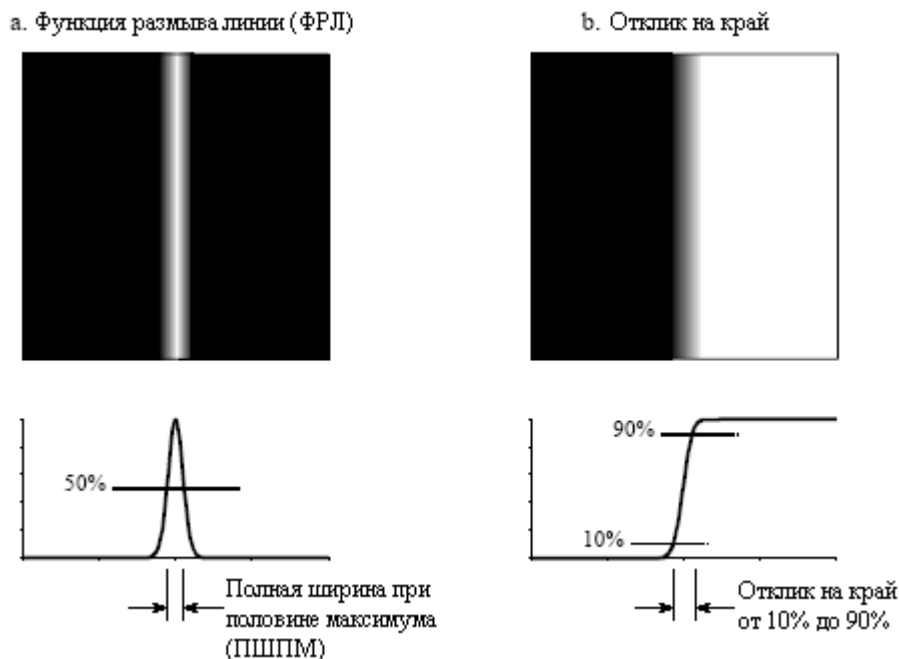 a. Функция размыва линии (ФРЛ)
b. Отклик на край
50%
90%
10%
Полная ширина при
половине максимума
(ПШПМ)
Отклик на край
от 10% до 90%